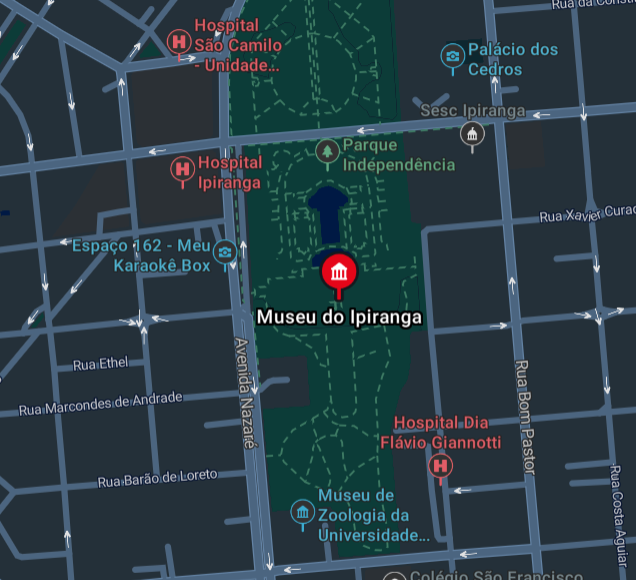 Rua da Constit
Hospital
São Camilo
- Unidade...
Palácio dos
Cedros
Sesc Ipiranga
Parque
Independência
Hospital
Ipiranga
Rua Xavier Curad
Espaço 162 - Meu
Karaokê Box
Museu do Ipiranga
Avenida Nazaré
Rua Ethel
Rua Bom Pastor
Rua Marcondes de Andrade
Hospital Dia
Flávio Giannotti
Rua Barão de Loreto
Rua Costa Aguiar
Museu de
Zoologia da
Universidade...
Colégio São Francisco